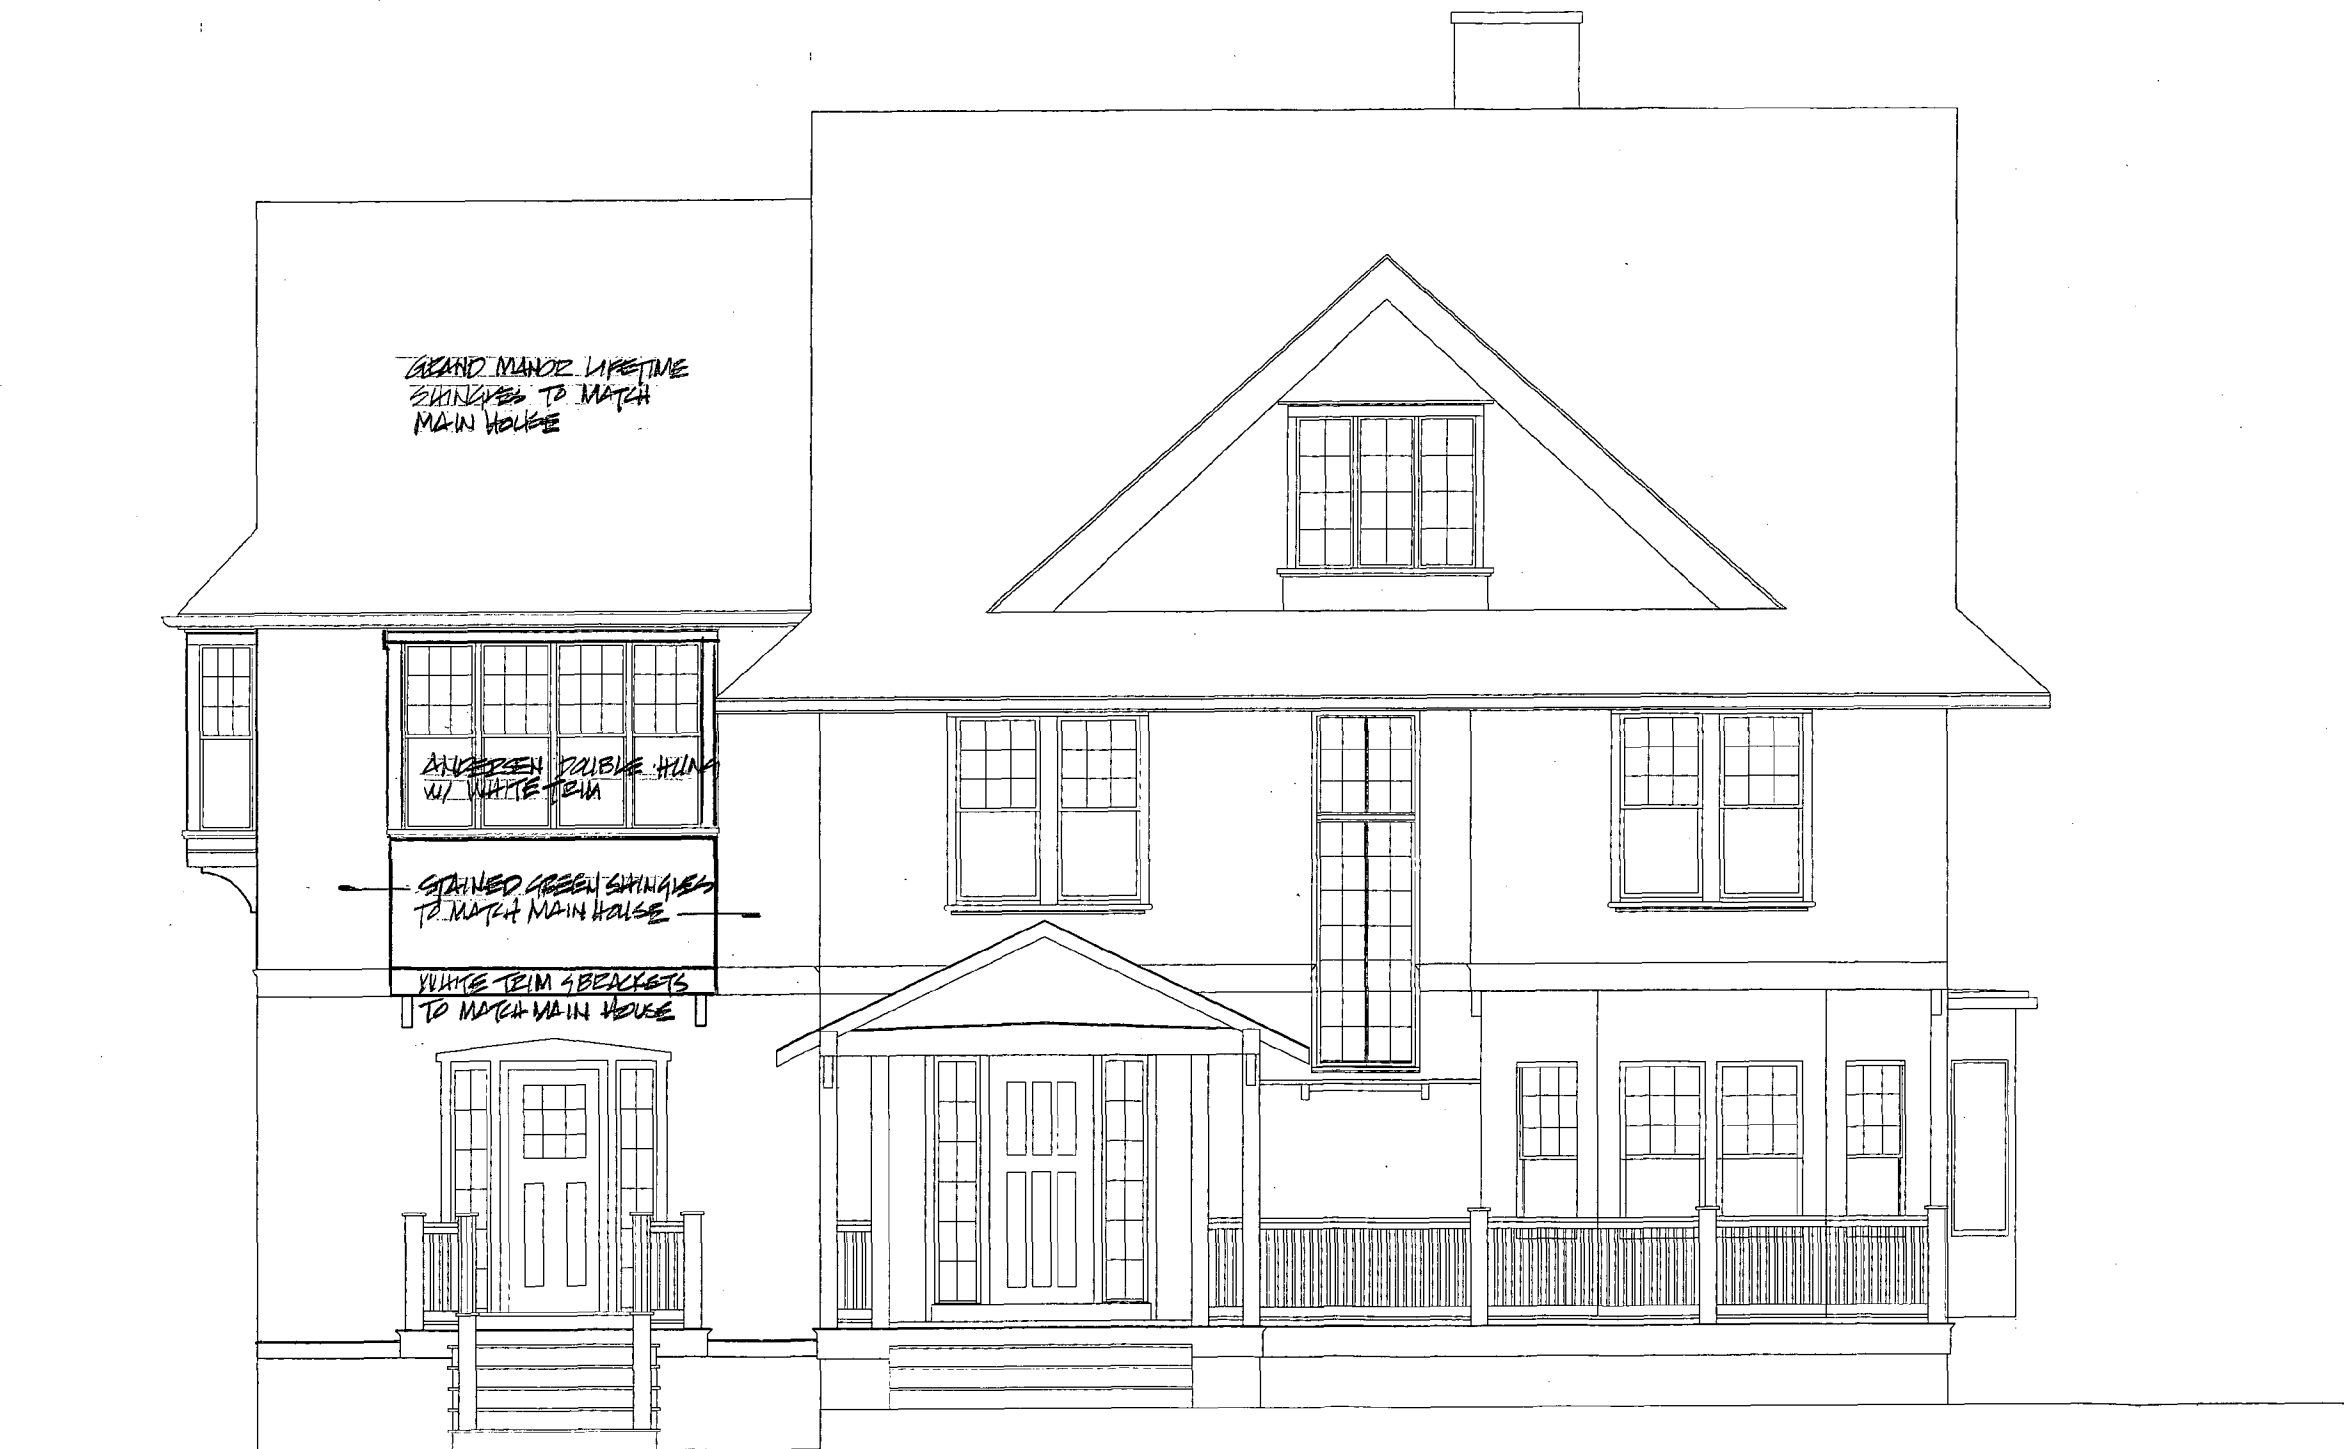 GRAND MANOR LIFETIME
SHINGLES TO MATCH
MAIN HOUSE
ANDERSEN DOUBLE HUNG
W/ WHITE TRIM
STAINED GREEN SHINGLES
TO MATCH MAIN HOUSE
WHITE TRIM & BRACKETS
TO MATCH MAIN HOUSE